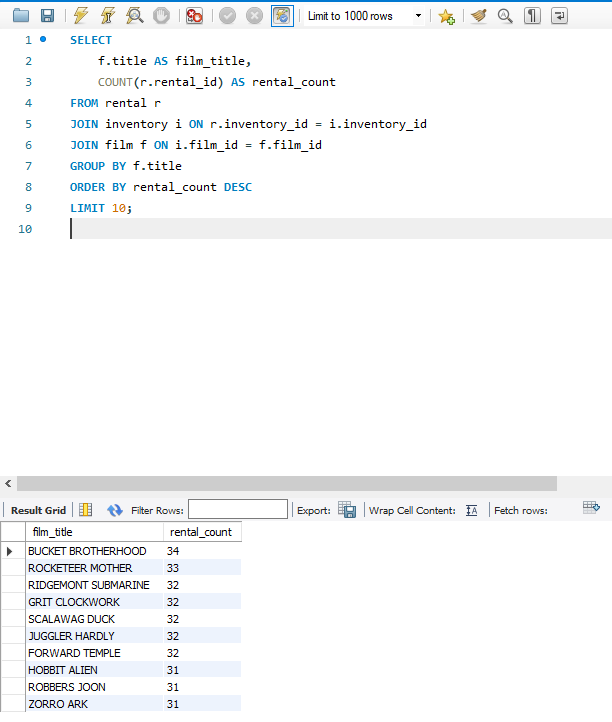 Limit to 1000 rows
1 SELECT
2 f.title AS film_title,
3 COUNT(r.rental_id) AS rental_count
4 FROM rental r
5 JOIN inventory i ON r.inventory_id = i.inventory_id
6 JOIN film f ON i.film_id = f.film_id
7 GROUP BY f.title
8 ORDER BY rental_count DESC
9 LIMIT 10;
10
Result Grid Filter Rows: Export: Wrap Cell Content: Fetch rows:
film_title rental_count
BUCKET BROTHERHOOD 34
ROCKETEER MOTHER 33
RIDGEMONT SUBMARINE 32
GRIT CLOCKWORK 32
SCALAWAG DUCK 32
JUGGLER HARDLY 32
FORWARD TEMPLE 32
HOBBIT ALIEN 31
ROBBERS JOON 31
ZORRO ARK 31